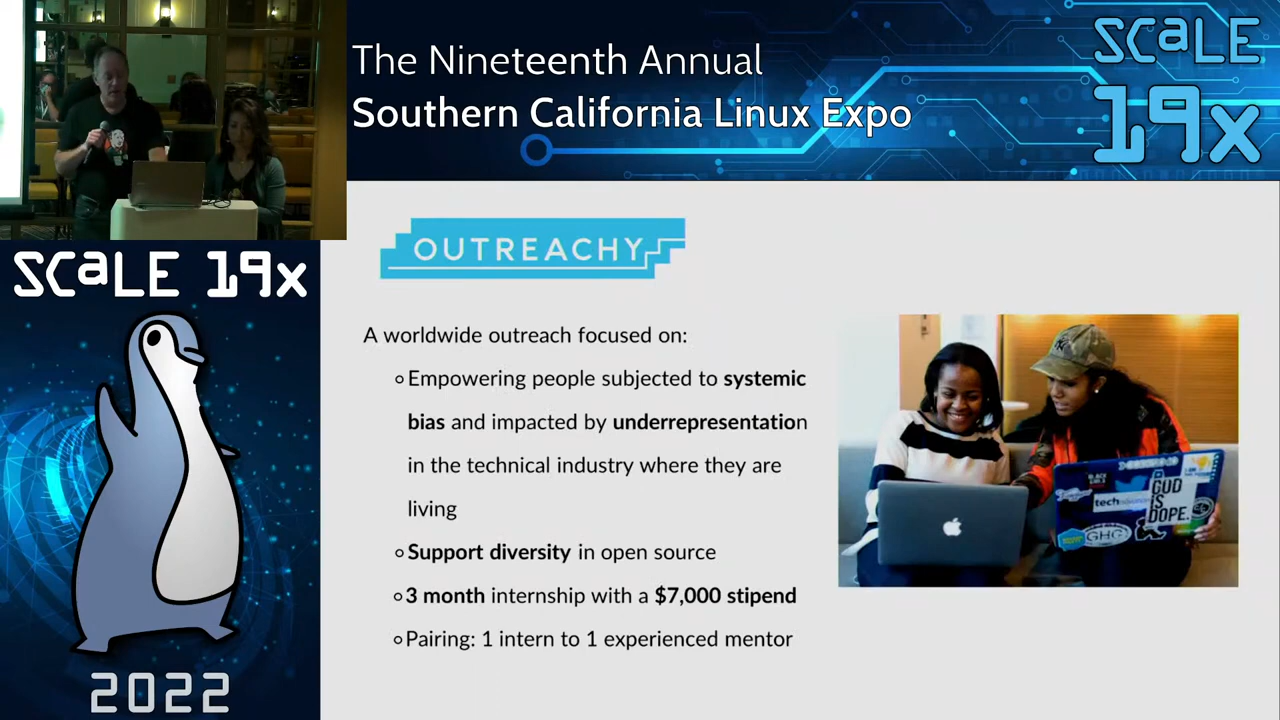 The Nineteenth Annual
Southern California Linux Expo
SCaLE
19x
SCaLE 19x
2022
OUTREACHY
A worldwide outreach focused on:
Empowering people subjected to systemic
bias and impacted by underrepresentation
in the technical industry where they are
living
Support diversity in open source
3 month internship with a $7,000 stipend
Pairing: 1 intern to 1 experienced mentor
GUD
IS
DOPE.
tech
GHG